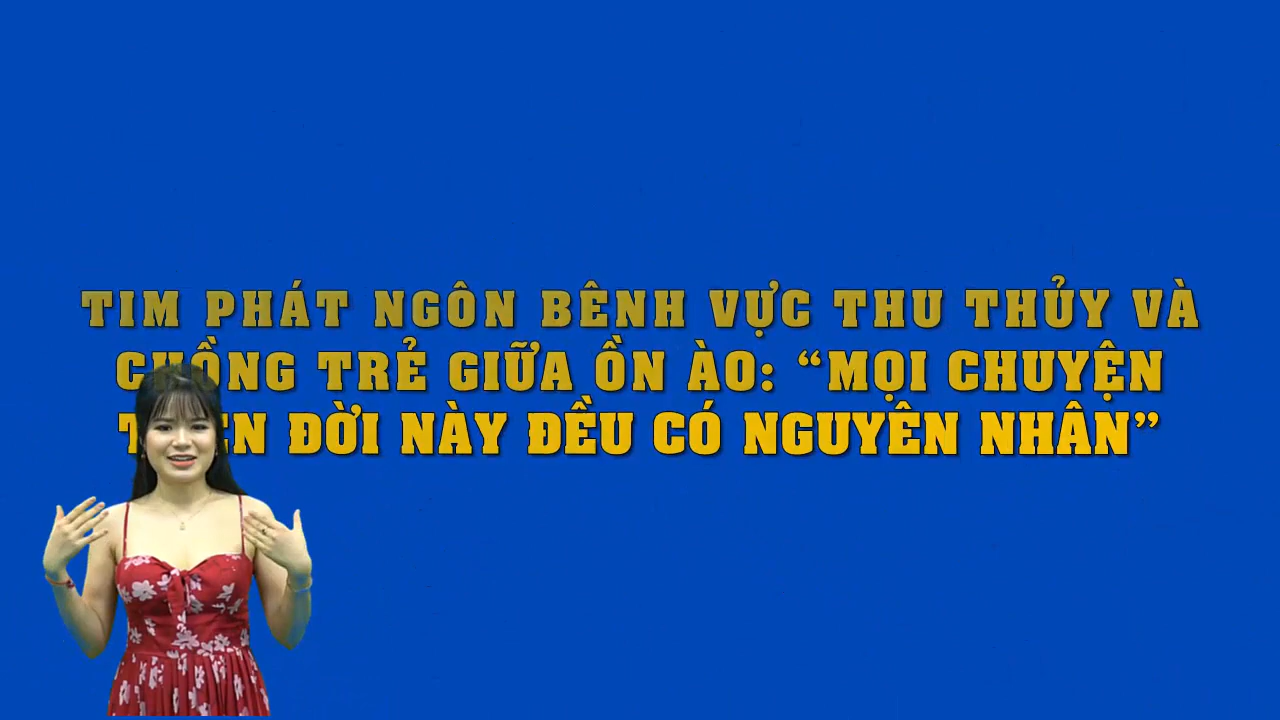 TIM PHÁT NGÔN BÊNH VỰC THU THỦY VÀ
CHỒNG TRẺ GIỮA ỒN ÀO: “MỌI CHUYỆN
ĐỜI NÀY ĐỀU CÓ NGUYÊN NHÂN”